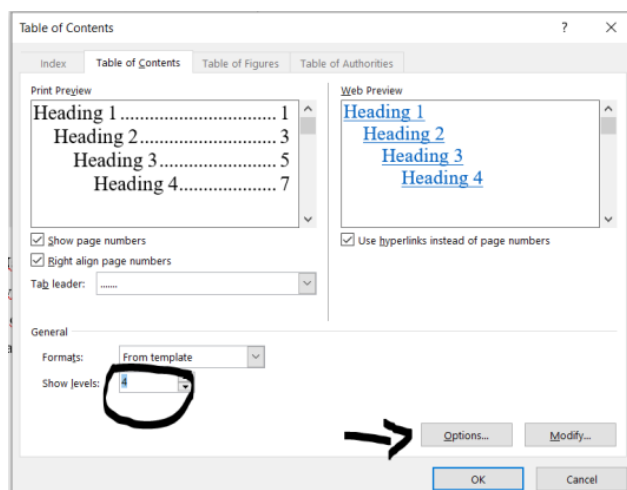 Table of Contents ? ×
Index Table of Contents Table of Figures Table of Authorities
Print Preview
Heading 1................................ 1
Heading 2........................... 3
Heading 3....................... 5
Heading 4.................... 7
Web Preview
Heading 1
Heading 2
Heading 3
Heading 4
Show page numbers
Right align page numbers
Tab leader: .......
Use hyperlinks instead of page numbers
General
Formats: From template
Show levels: 4
Options... Modify...
OK Cancel